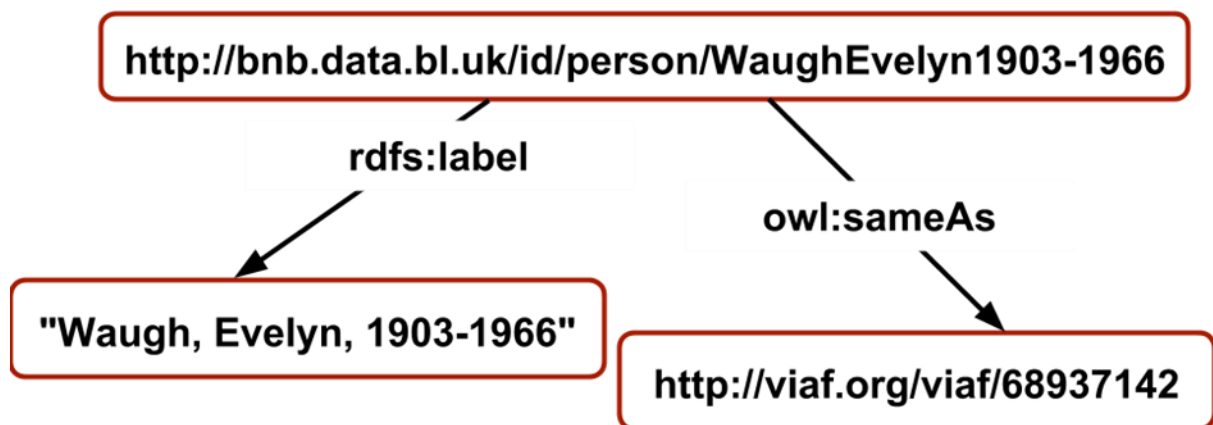 http://bnb.data.bl.uk/id/person/WaughEvelyn1903-1966
rdfs:label
owl:sameAs
"Waugh, Evelyn, 1903-1966"
http://viaf.org/viaf/68937142